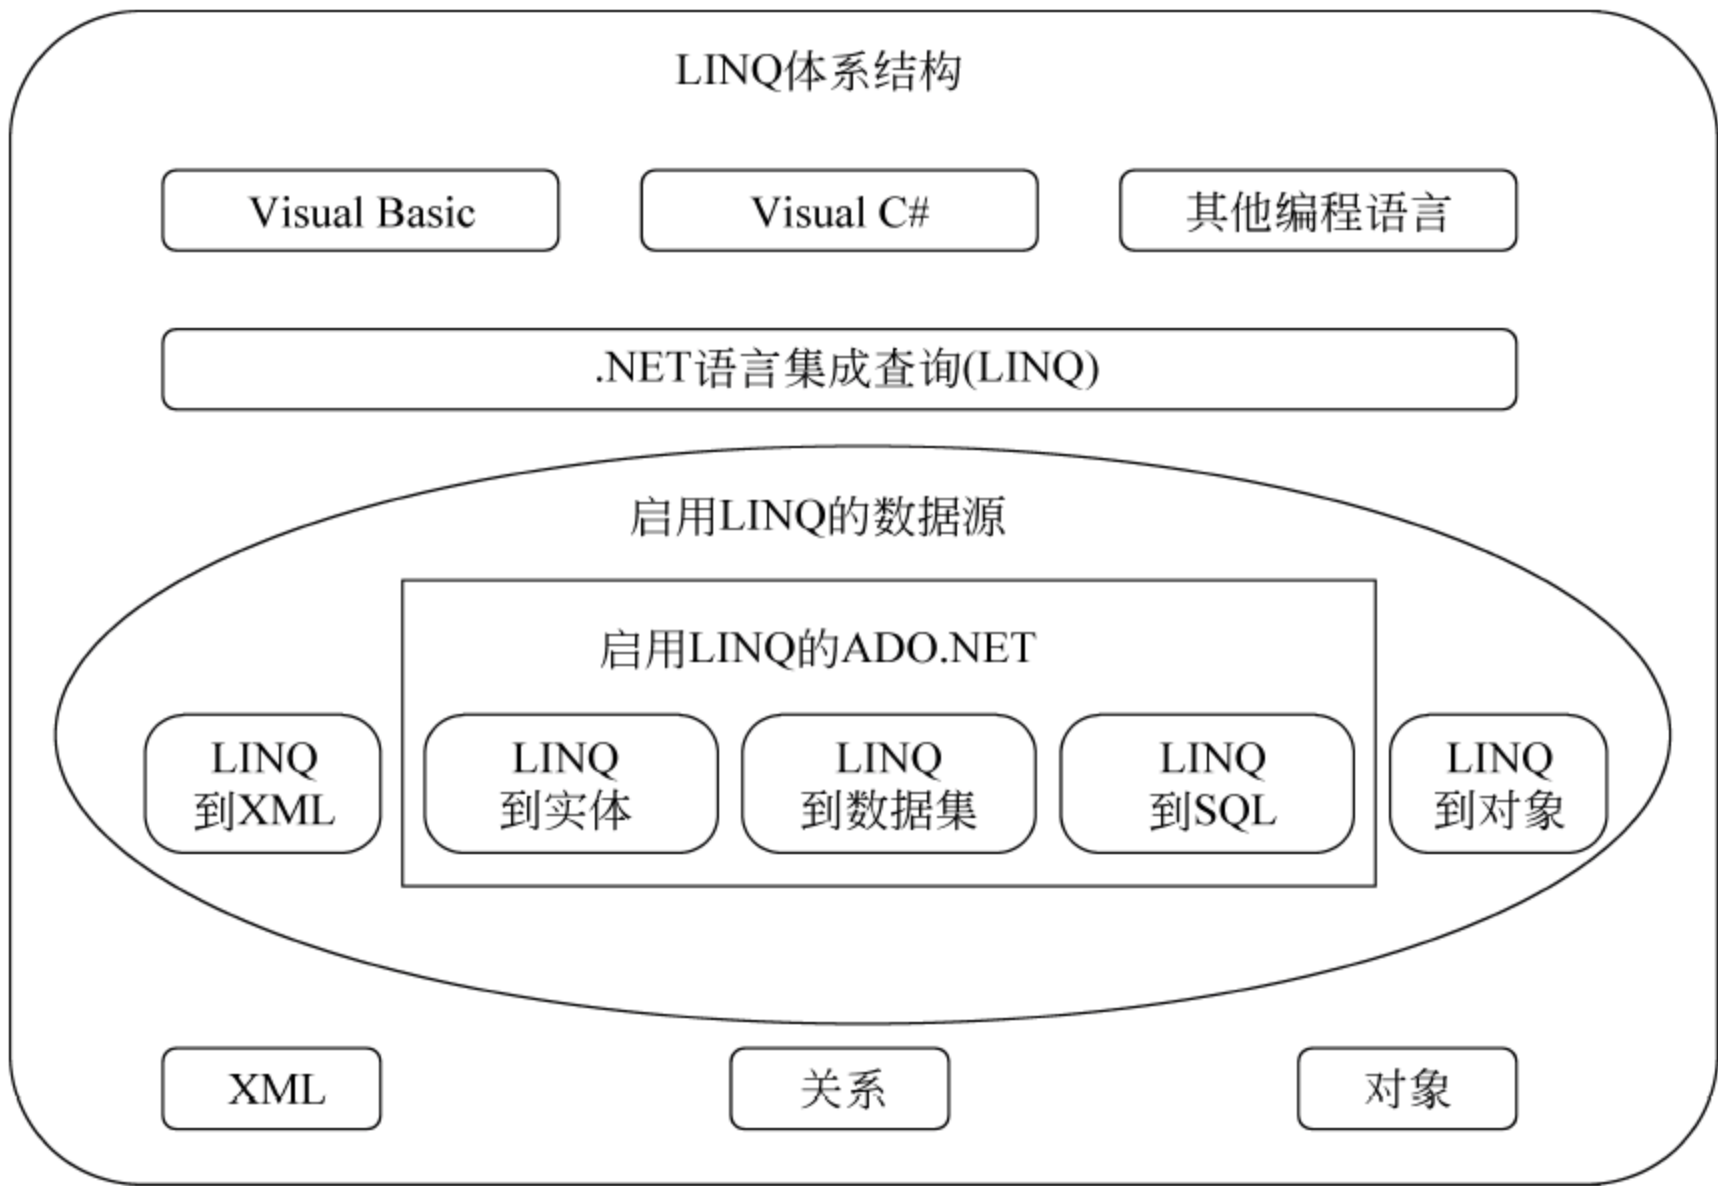 LINQ体系结构
Visual Basic
Visual C#
其他编程语言
.NET语言集成查询(LINQ)
启用LINQ的数据源
启用LINQ的ADO.NET
LINQ
到XML
LINQ
到实体
LINQ
到数据集
LINQ
到SQL
LINQ
到对象
XML
关系
对象